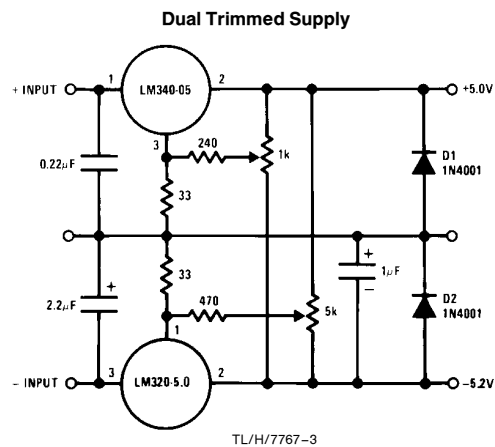 Dual Trimmed Supply
+ INPUT
1
LM340-05
2
+5.0V
3
240
1k
D1
1N4001
0.22μF
33
+
33
+
1μF
−
2.2μF
470
5k
D2
1N4001
1
− INPUT
3
LM320-5.0
2
−5.2V
TL/H/7767–3